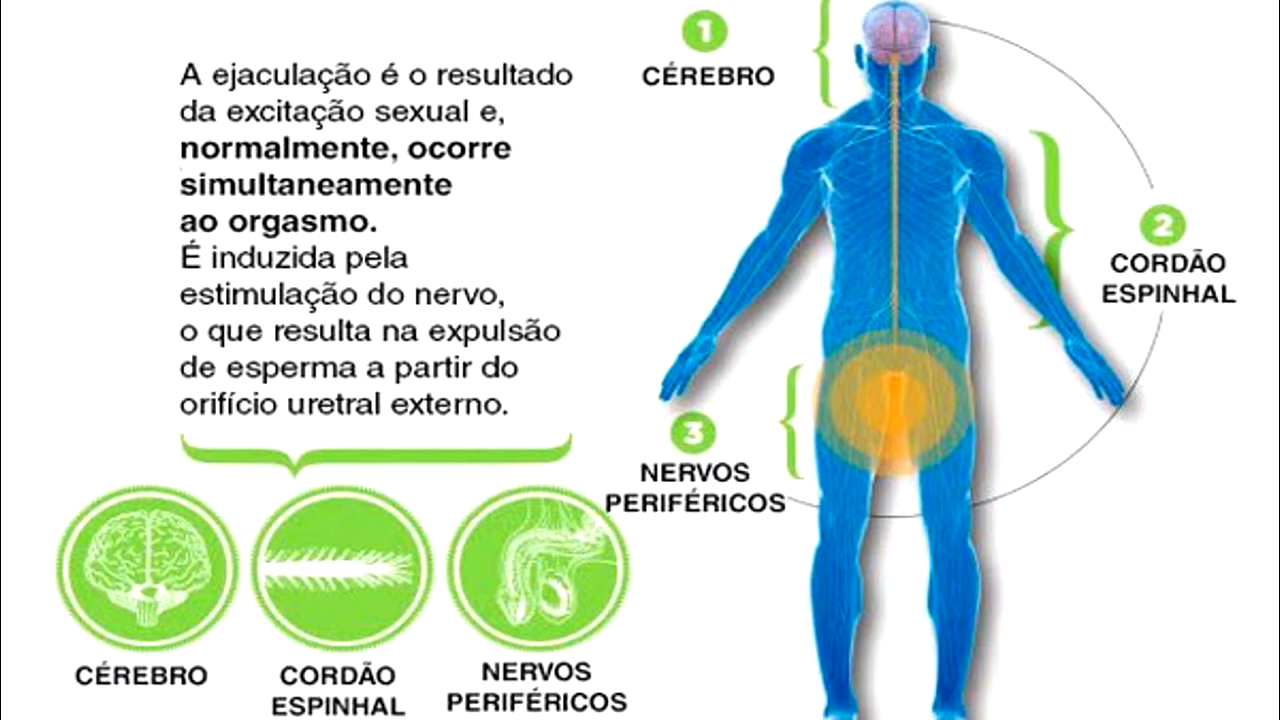 A ejaculação é o resultado
da excitação sexual e,
normalmente, ocorre
simultaneamente
ao orgasmo.
É induzida pela
estimulação do nervo,
o que resulta na expulsão
de esperma a partir do
orifício uretral externo.
CÉREBRO
CORDÃO
ESPINHAL
NERVOS
PERIFÉRICOS
1
CÉREBRO
2
CORDÃO
ESPINHAL
3
NERVOS
PERIFÉRICOS